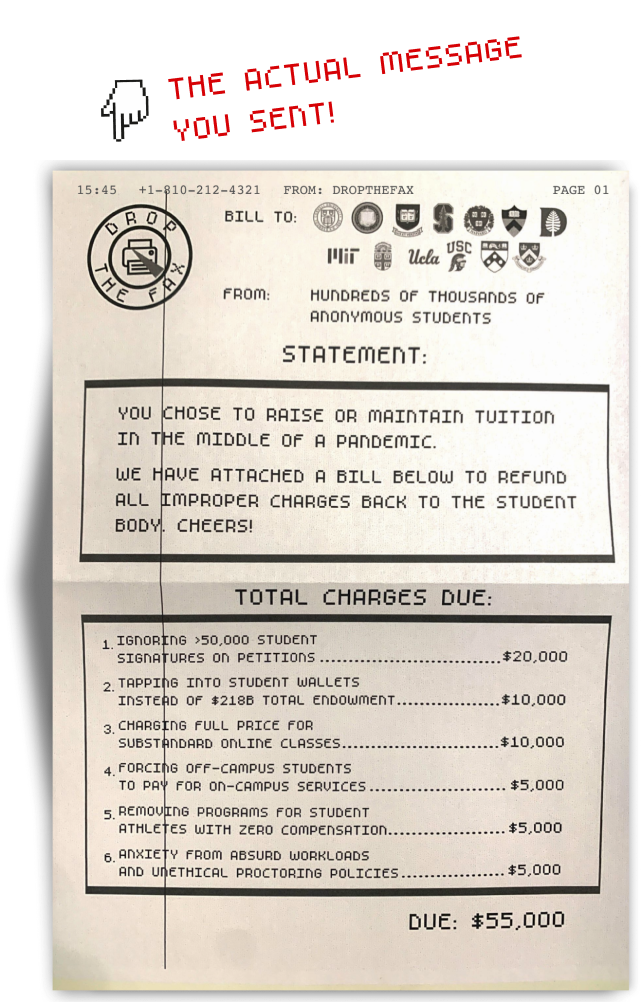 THE ACTUAL MESSAGE
YOU SENT!
15:45 +1-810-212-4321 FROM: DROPTHEFAX PAGE 01
DROP
THE FAX
BILL TO:
MIT Ucla USC
FROM: HUNDREDS OF THOUSANDS OF
ANONYMOUS STUDENTS
STATEMENT:
YOU CHOSE TO RAISE OR MAINTAIN TUITION
IN THE MIDDLE OF A PANDEMIC.
WE HAVE ATTACHED A BILL BELOW TO REFUND
ALL IMPROPER CHARGES BACK TO THE STUDENT
BODY. CHEERS!
TOTAL CHARGES DUE:
1. IGNORING >50,000 STUDENT
SIGNATURES ON PETITIONS ..............................$20,000
2. TAPPING INTO STUDENT WALLETS
INSTEAD OF $218B TOTAL ENDOWMENT.................$10,000
3. CHARGING FULL PRICE FOR
SUBSTANDARD ONLINE CLASSES..........................$10,000
4. FORCING OFF-CAMPUS STUDENTS
TO PAY FOR ON-CAMPUS SERVICES ...................... $5,000
5. REMOVING PROGRAMS FOR STUDENT
ATHLETES WITH ZERO COMPENSATION................... $5,000
6. ANXIETY FROM ABSURD WORKLOADS
AND UNETHICAL PROCTORING POLICIES................. $5,000
DUE: $55,000